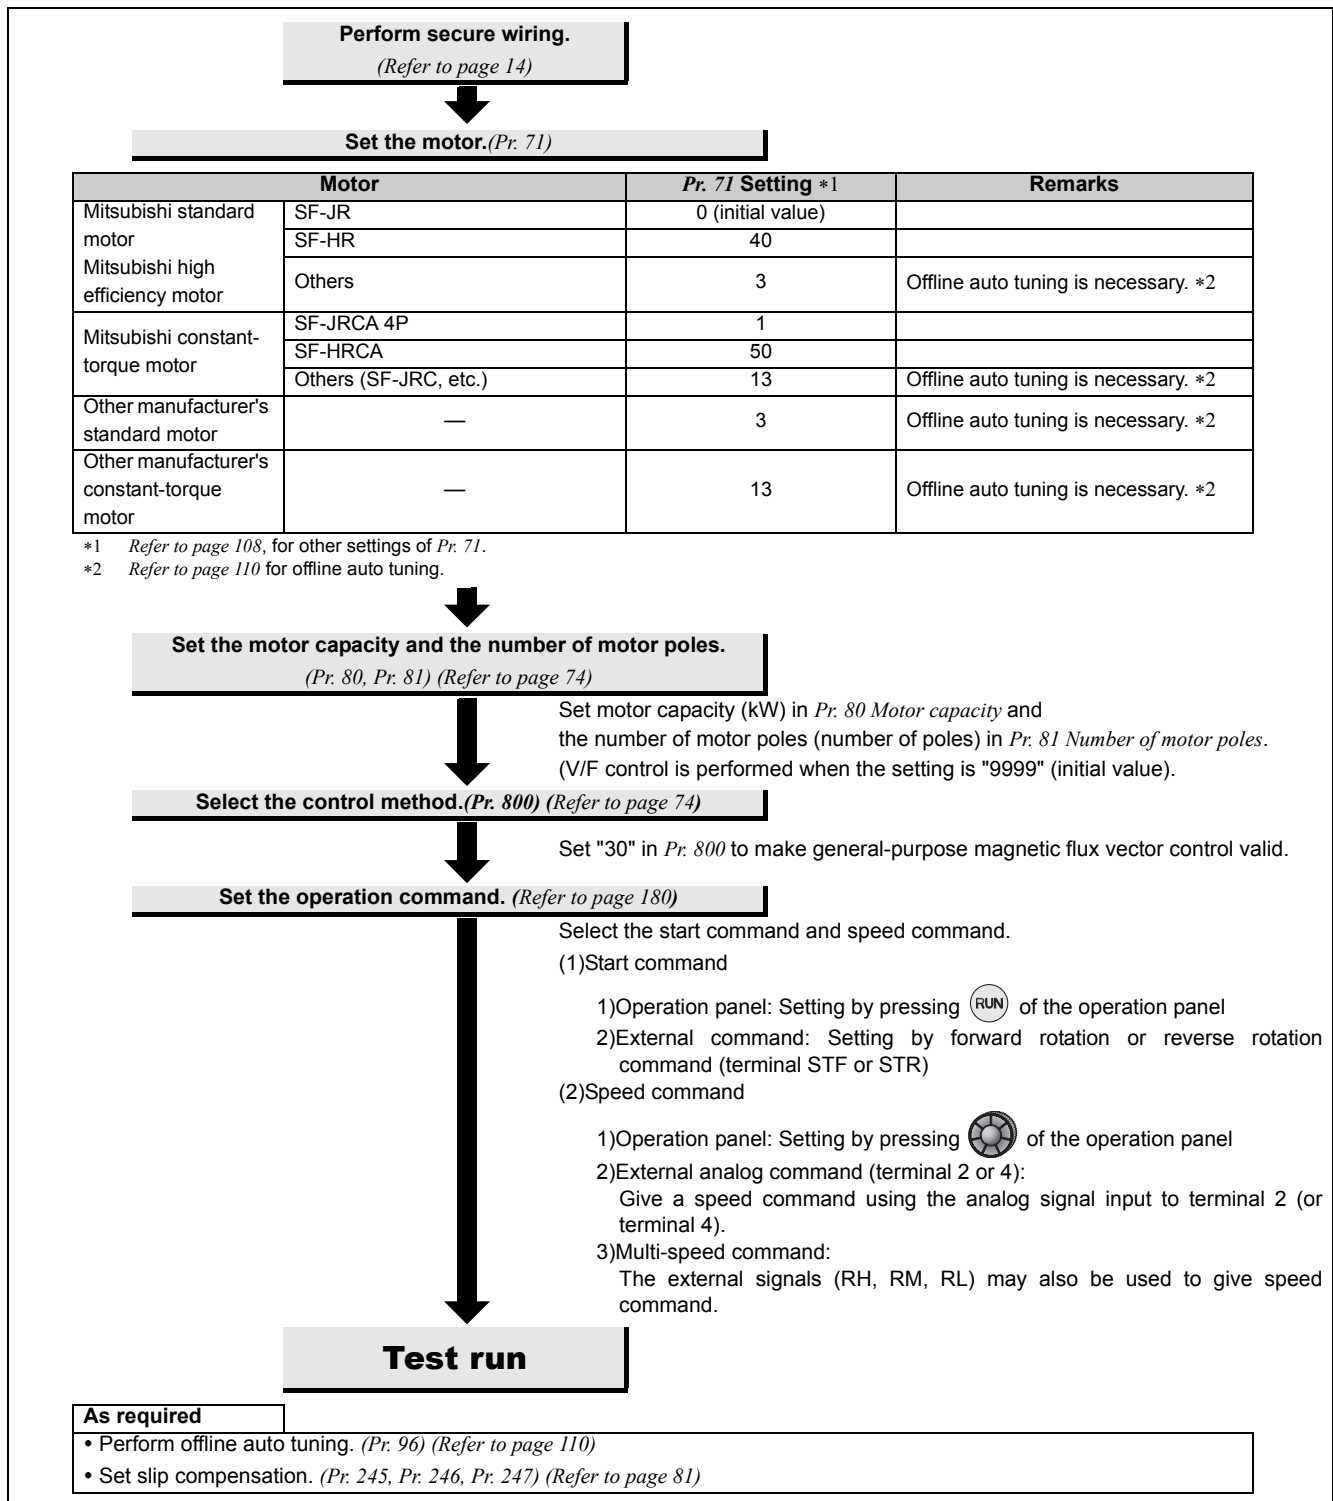 Perform secure wiring.
(Refer to page 14)
Set the motor.(Pr. 71)
Motor Pr. 71 Setting *1 Remarks
Mitsubishi standard motor
Mitsubishi high efficiency motor
SF-JR 0 (initial value)
SF-HR 40
Others 3 Offline auto tuning is necessary. *2
Mitsubishi constant-torque motor
SF-JRCA 4P 1
SF-HRCA 50
Others (SF-JRC, etc.) 13 Offline auto tuning is necessary. *2
Other manufacturer's standard motor — 3 Offline auto tuning is necessary. *2
Other manufacturer's constant-torque motor — 13 Offline auto tuning is necessary. *2
*1 Refer to page 108, for other settings of Pr. 71.
*2 Refer to page 110 for offline auto tuning.
Set the motor capacity and the number of motor poles.
(Pr. 80, Pr. 81) (Refer to page 74)
Set motor capacity (kW) in Pr. 80 Motor capacity and
the number of motor poles (number of poles) in Pr. 81 Number of motor poles.
(V/F control is performed when the setting is "9999" (initial value).
Select the control method.(Pr. 800) (Refer to page 74)
Set "30" in Pr. 800 to make general-purpose magnetic flux vector control valid.
Set the operation command. (Refer to page 180)
Select the start command and speed command.
(1)Start command
1)Operation panel: Setting by pressing RUN of the operation panel
2)External command: Setting by forward rotation or reverse rotation
command (terminal STF or STR)
(2)Speed command
1)Operation panel: Setting by pressing of the operation panel
2)External analog command (terminal 2 or 4):
Give a speed command using the analog signal input to terminal 2 (or
terminal 4).
3)Multi-speed command:
The external signals (RH, RM, RL) may also be used to give speed
command.
Test run
As required
• Perform offline auto tuning. (Pr. 96) (Refer to page 110)
• Set slip compensation. (Pr. 245, Pr. 246, Pr. 247) (Refer to page 81)